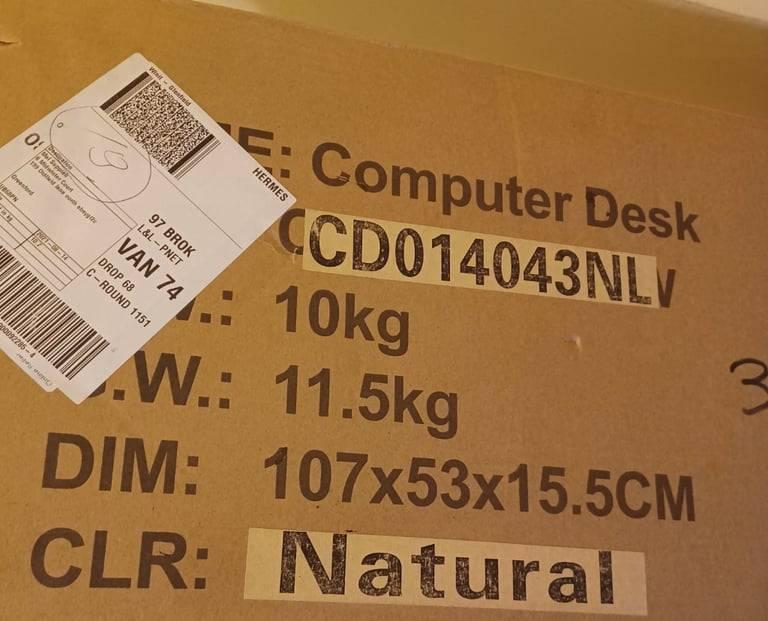 E: Computer Desk
CD014043NL
.: 10kg
.W.: 11.5kg
DIM: 107x53x15.5CM
CLR: Natural
3
HERMES
97 BROK
L&L-PNET
VAN 74
DROP 68
C-ROUND 1151